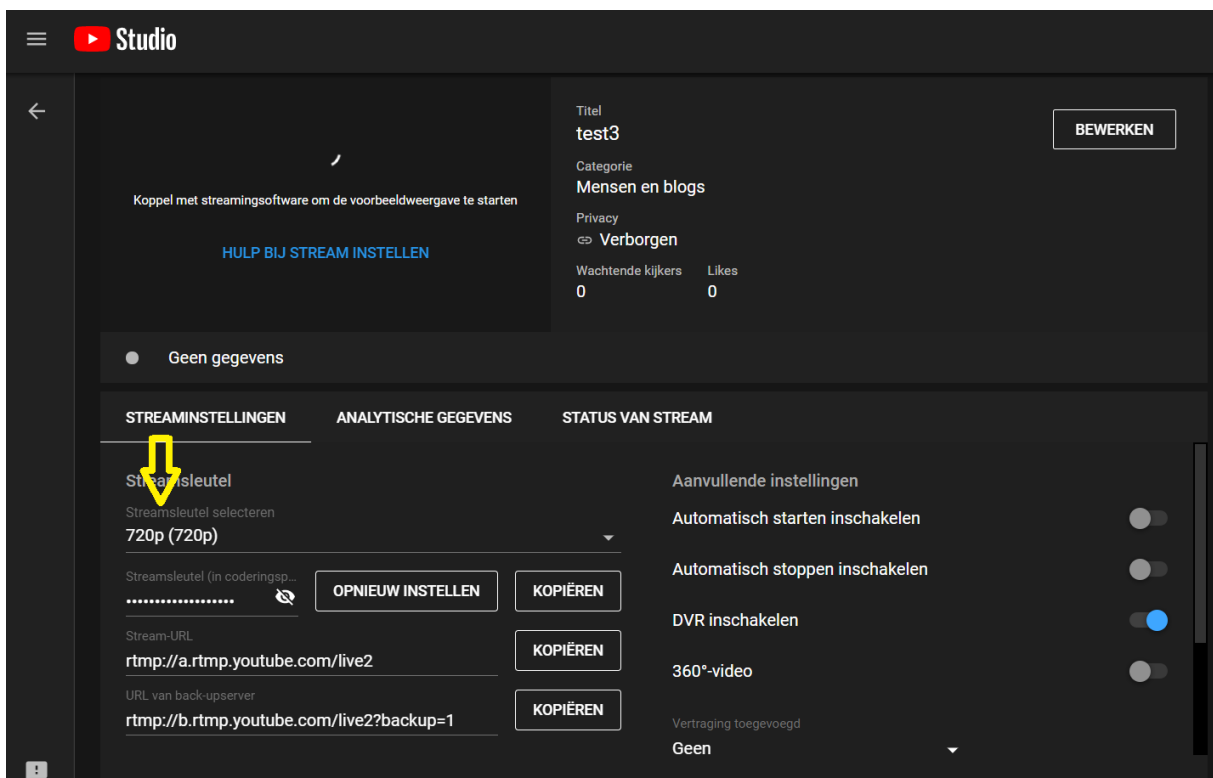 Studio
Koppel met streamingsoftware om de voorbeeldweergave te starten
HULP BIJ STREAM INSTELLEN
Titel
test3
BEWERKEN
Categorie
Mensen en blogs
Privacy
Verborgen
Wachtende kijkers Likes
0 0
Geen gegevens
STREAMINSTELLINGEN ANALYTISCHE GEGEVENS STATUS VAN STREAM
Streamsleutel
Streamsleutel selecteren
720p (720p)
Streamsleutel (in coderingsp...
•••••••••••••••••••
OPNIEUW INSTELLEN KOPIËREN
Stream-URL
rtmp://a.rtmp.youtube.com/live2
KOPIËREN
URL van back-upserver
rtmp://b.rtmp.youtube.com/live2?backup=1
KOPIËREN
Aanvullende instellingen
Automatisch starten inschakelen
Automatisch stoppen inschakelen
DVR inschakelen
360°-video
Vertraging toegevoegd
Geen